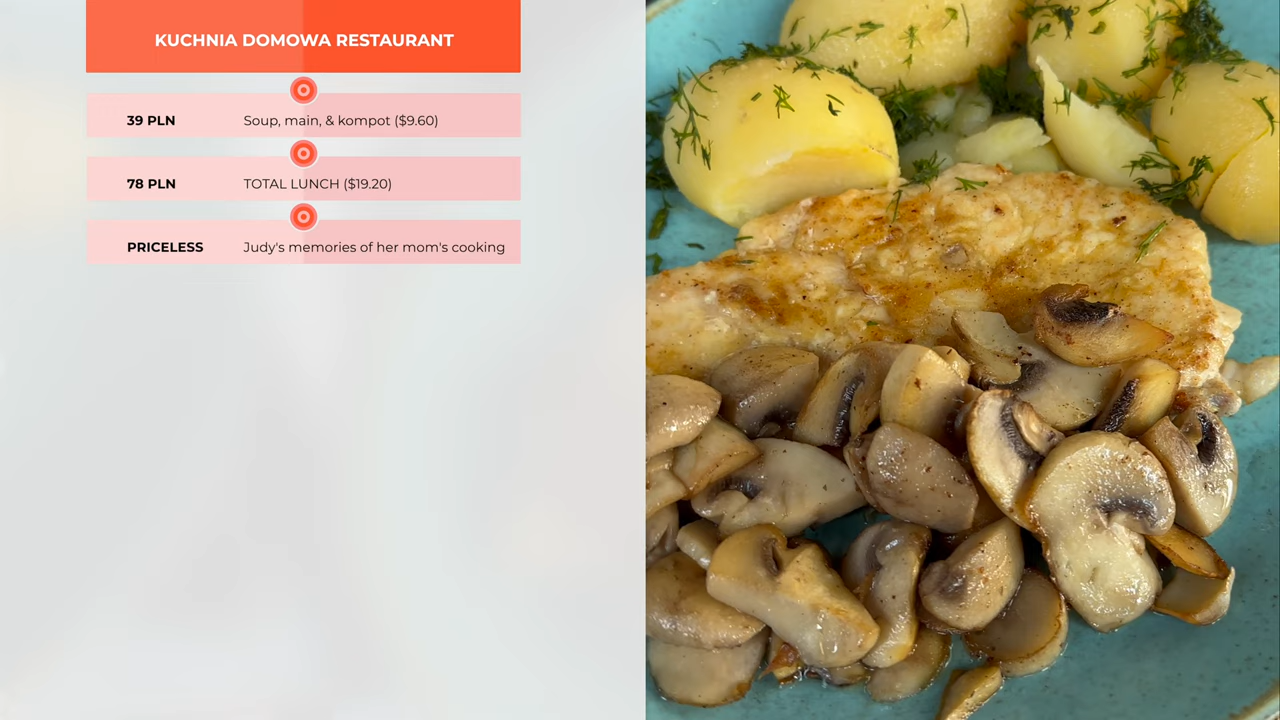 KUCHNIA DOMOWA RESTAURANT
39 PLN Soup, main, & kompot ($9.60)
78 PLN TOTAL LUNCH ($19.20)
PRICELESS Judy's memories of her mom's cooking